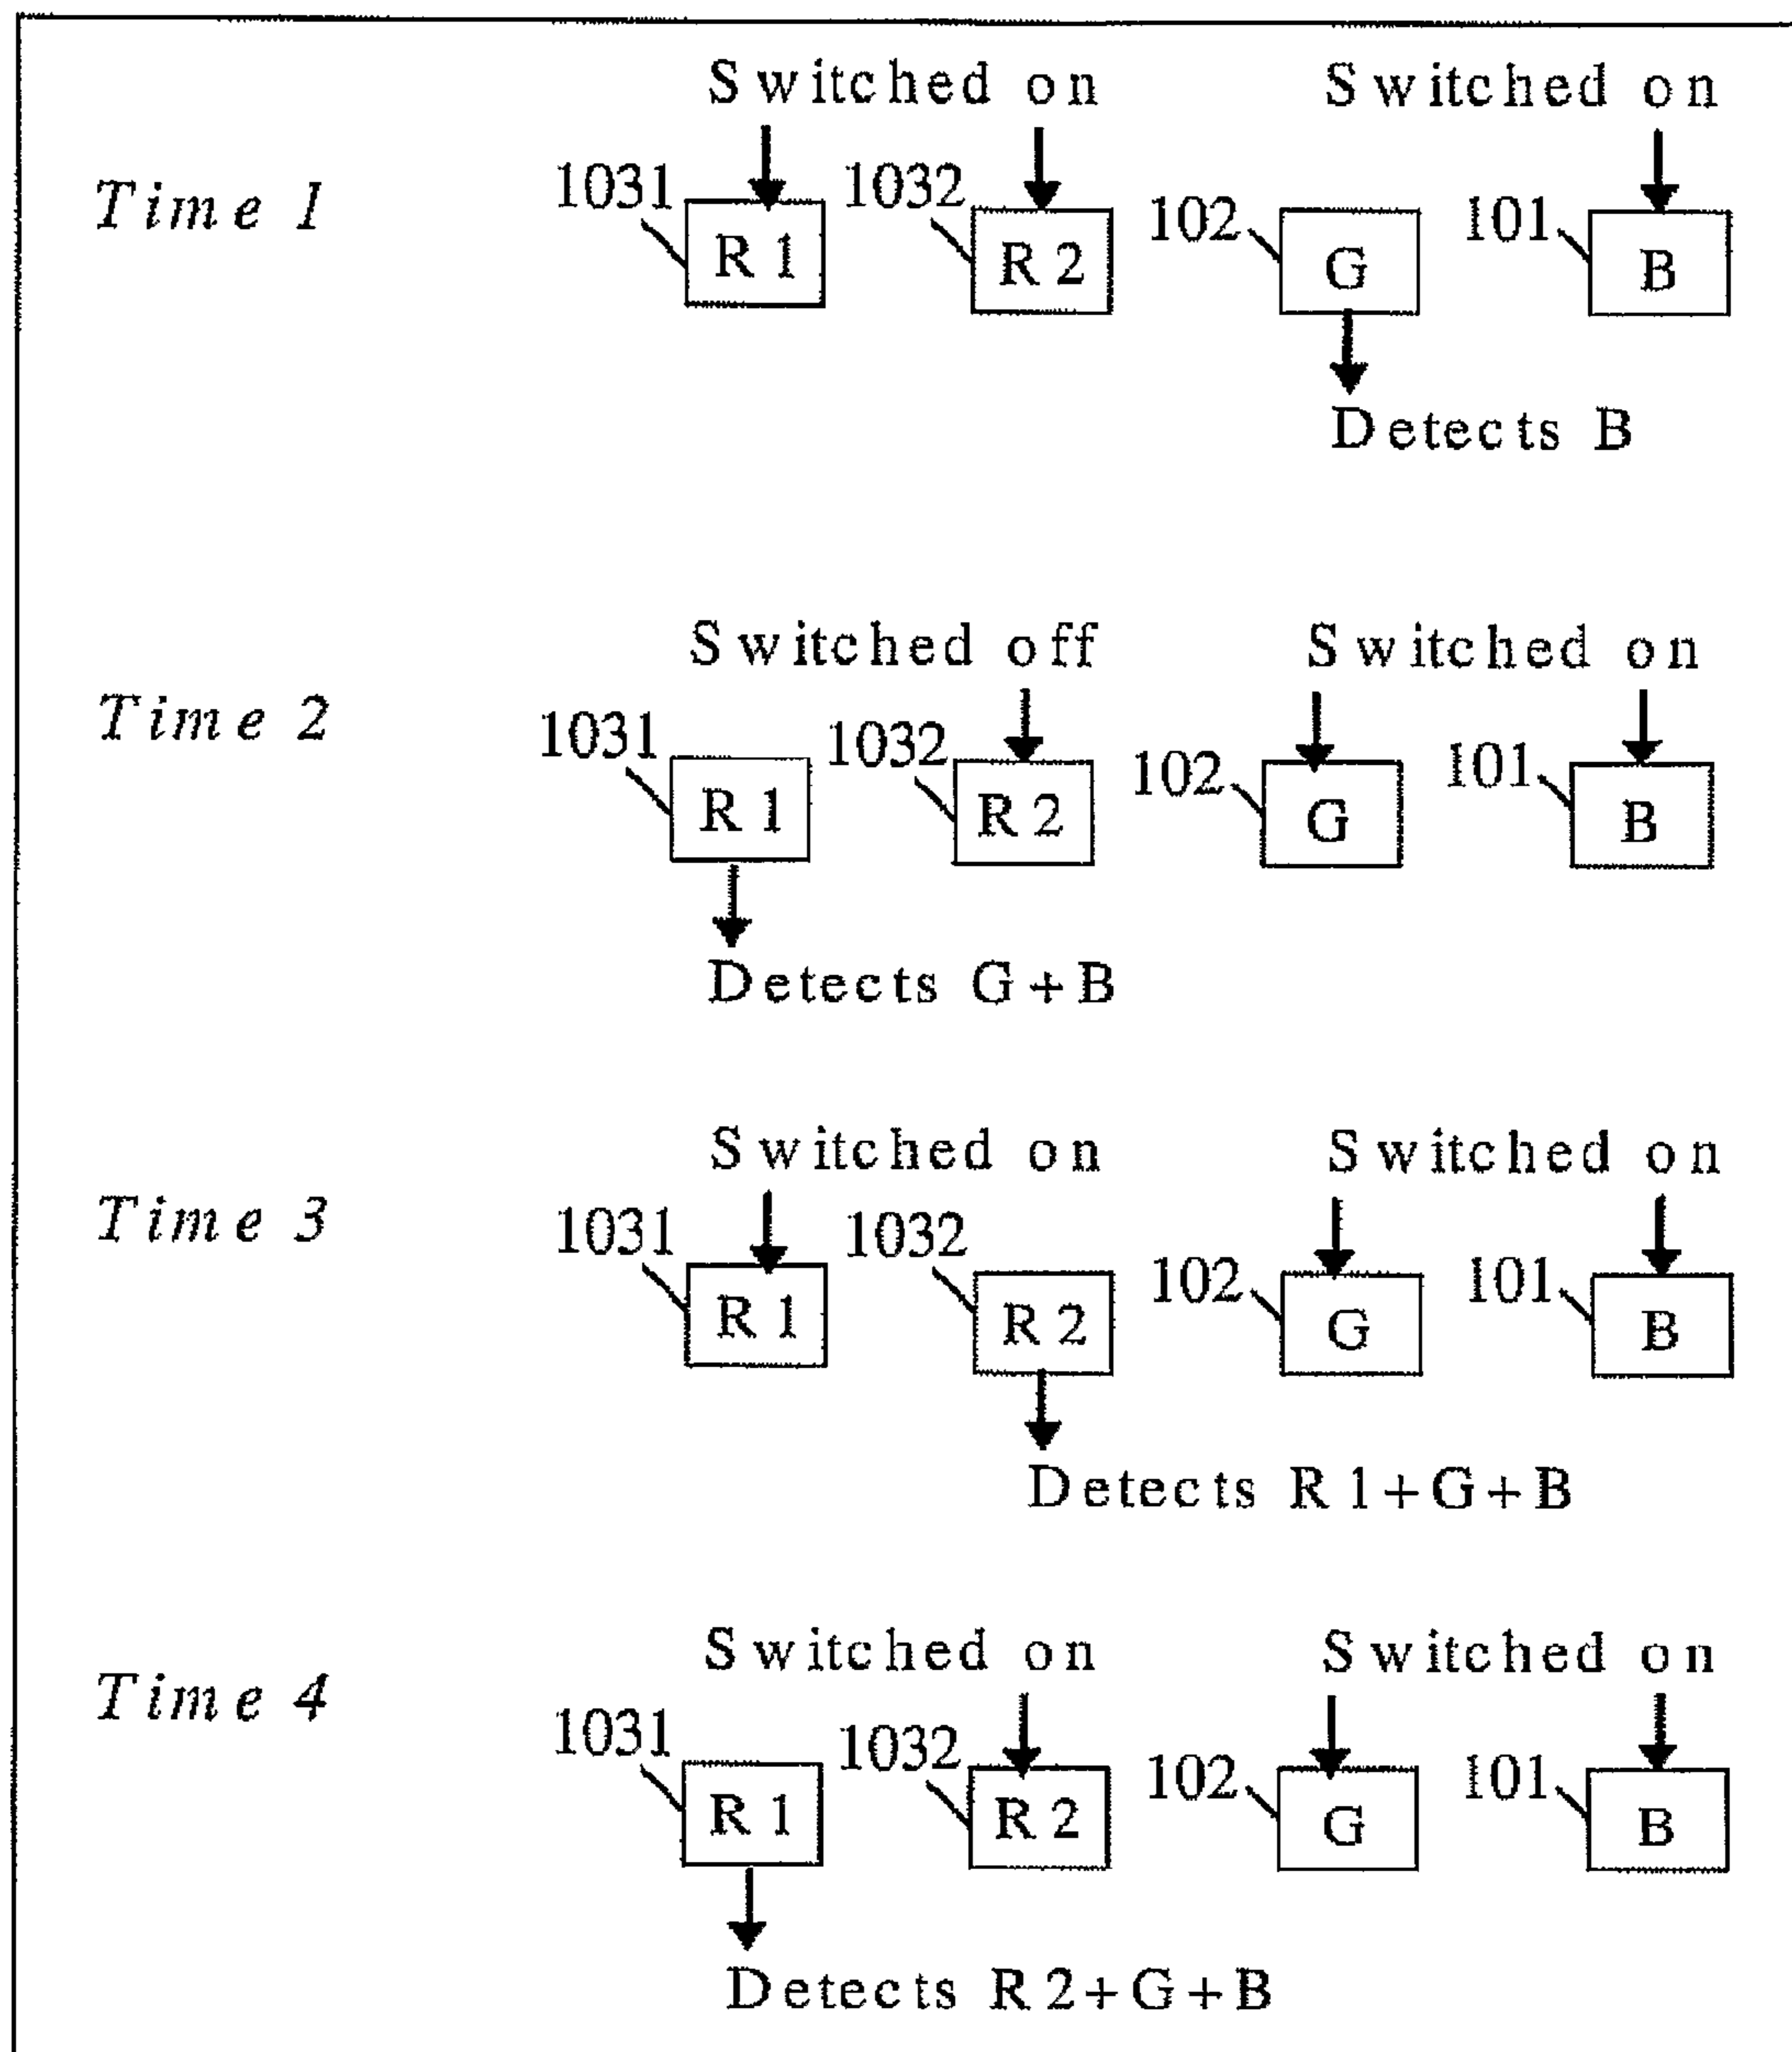 Switched on Switched on
Time 1
1031 1032 102 101
R1 R2 G B
Detects B
Switched off Switched on
Time 2
1031 1032 102 101
R1 R2 G B
Detects G+B
Switched on Switched on
Time 3
1031 1032 102 101
R1 R2 G B
Detects R1+G+B
Switched on Switched on
Time 4
1031 1032 102 101
R1 R2 G B
Detects R2+G+B